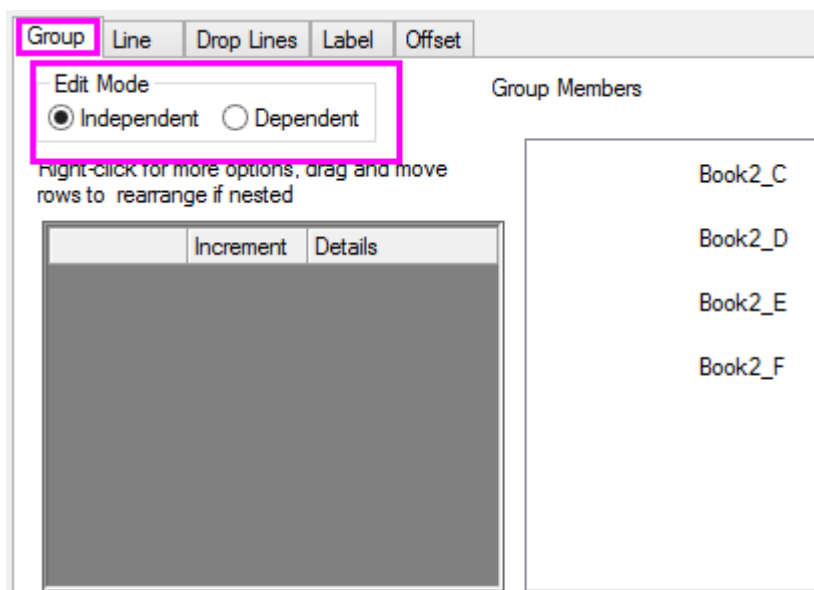 Group Line Drop Lines Label Offset
Edit Mode
Independent Dependent
Group Members
Right-click for more options, drag and move
rows to rearrange if nested
Increment Details
Book2_C
Book2_D
Book2_E
Book2_F